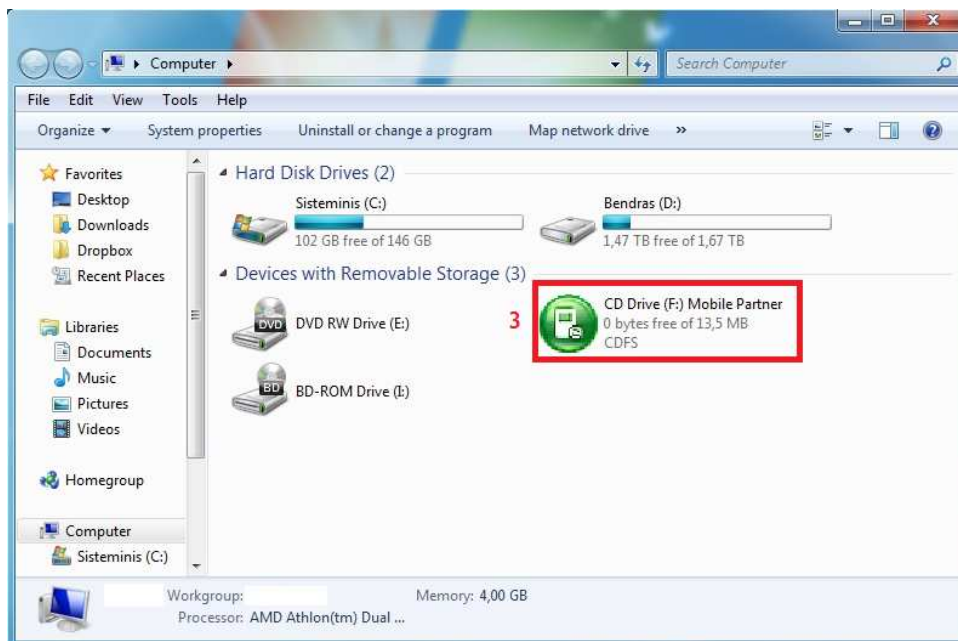 Computer
Search Computer
File Edit View Tools Help
Organize System properties Uninstall or change a program Map network drive »
Favorites
Desktop
Downloads
Dropbox
Recent Places
Libraries
Documents
Music
Pictures
Videos
Homegroup
Computer
Sisteminis (C:)
Hard Disk Drives (2)
Sisteminis (C:)
102 GB free of 146 GB
Bendras (D:)
1,47 TB free of 1,67 TB
Devices with Removable Storage (3)
DVD
DVD RW Drive (E:)
3
CD Drive (F:) Mobile Partner
0 bytes free of 13,5 MB
CDFS
BD
BD-ROM Drive (I:)
Workgroup: Memory: 4,00 GB
Processor: AMD Athlon(tm) Dual ...